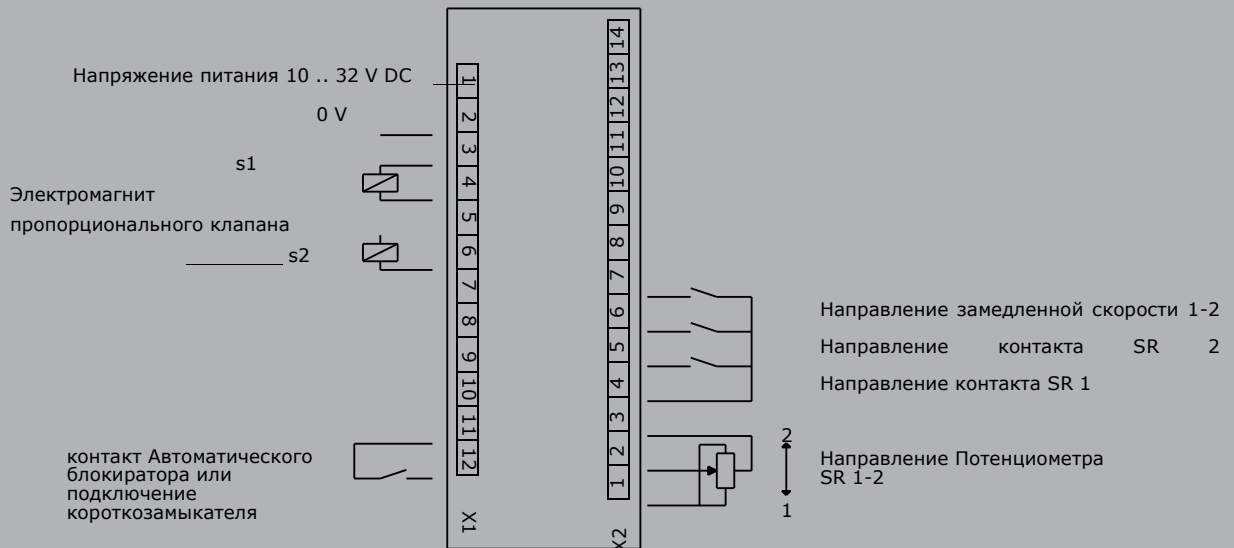 Напряжение питания 10 .. 32 V DC
0 V
s1
Электромагнит
пропорционального клапана
s2
контакт Автоматического
блокиратора или
подключение
короткозамыкателя
1
2
3
4
5
6
7
8
9
10
11
12
X1
14
13
12
11
10
9
8
7
6
5
4
3
2
1
X2
Направление замедленной скорости 1-2
Направление контакта SR 2
Направление контакта SR 1
2
Направление Потенциометра
SR 1-2
1